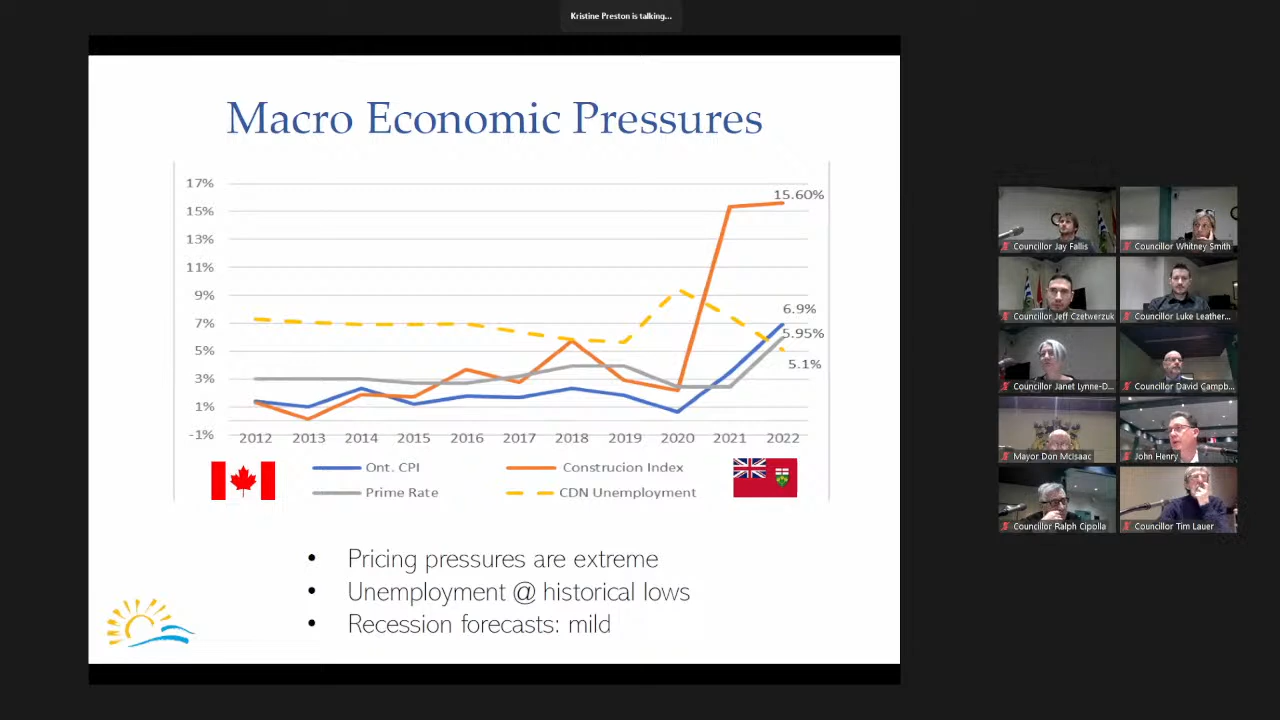 Kristine Preston is talking...
Macro Economic Pressures
17%
15%
13%
11%
9%
7%
5%
3%
1%
-1%
15.60%
6.9%
5.95%
5.1%
2012 2013 2014 2015 2016 2017 2018 2019 2020 2021 2022
Ont. CPI
Construcion Index
Prime Rate
CDN Unemployment
• Pricing pressures are extreme
• Unemployment @ historical lows
• Recession forecasts: mild
Councillor Jay Fallis
Councillor Whitney Smith
Councillor Jeff Czetwerzuk
Councillor Luke Leather...
Councillor Janet Lynne-D...
Councillor David Campb...
Mayor Don McIsaac
John Henry
Councillor Ralph Cipolla
Councillor Tim Lauer